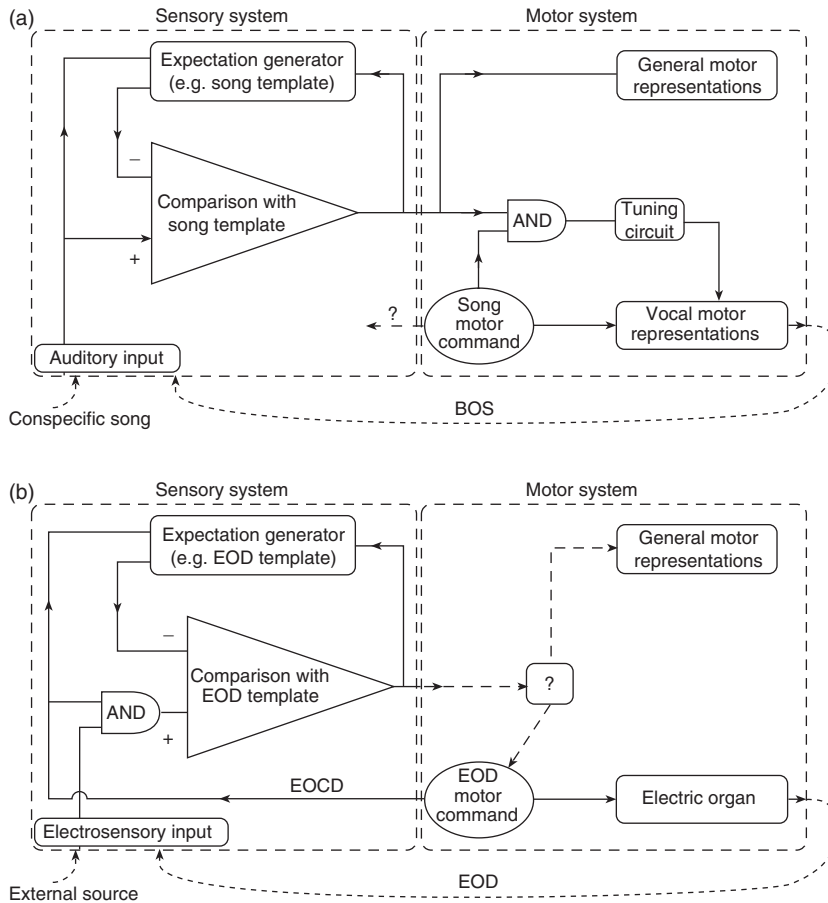 (a)
Sensory system
Motor system
Expectation generator
(e.g. song template)
General motor
representations
−
Comparison with
song template
+
AND
Tuning
circuit
?
Song
motor
command
Vocal motor
representations
Auditory input
Conspecific song
BOS
(b)
Sensory system
Motor system
Expectation generator
(e.g. EOD template)
General motor
representations
−
Comparison with
EOD template
?
AND
+
EOCD
EOD
motor
command
Electric organ
Electrosensory input
External source
EOD